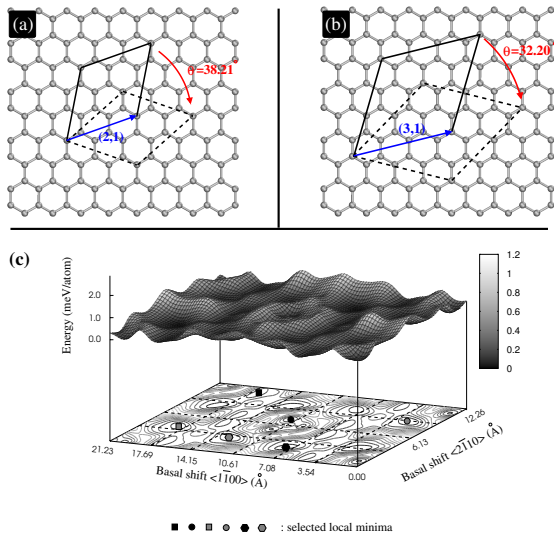 (a)
θ=38.21°
(2,1)
(b)
θ=32.20
(3,1)
(c)
Energy (meV/atom)
2.0
1.0
0.0
1.2
1
0.8
0.6
0.4
0.2
0
21.23
17.69
14.15
10.61
7.08
3.54
0.00
Basal shift <1̅100> (Å)
6.13
12.26
Basal shift <21̅1̅0> (Å)
: selected local minima